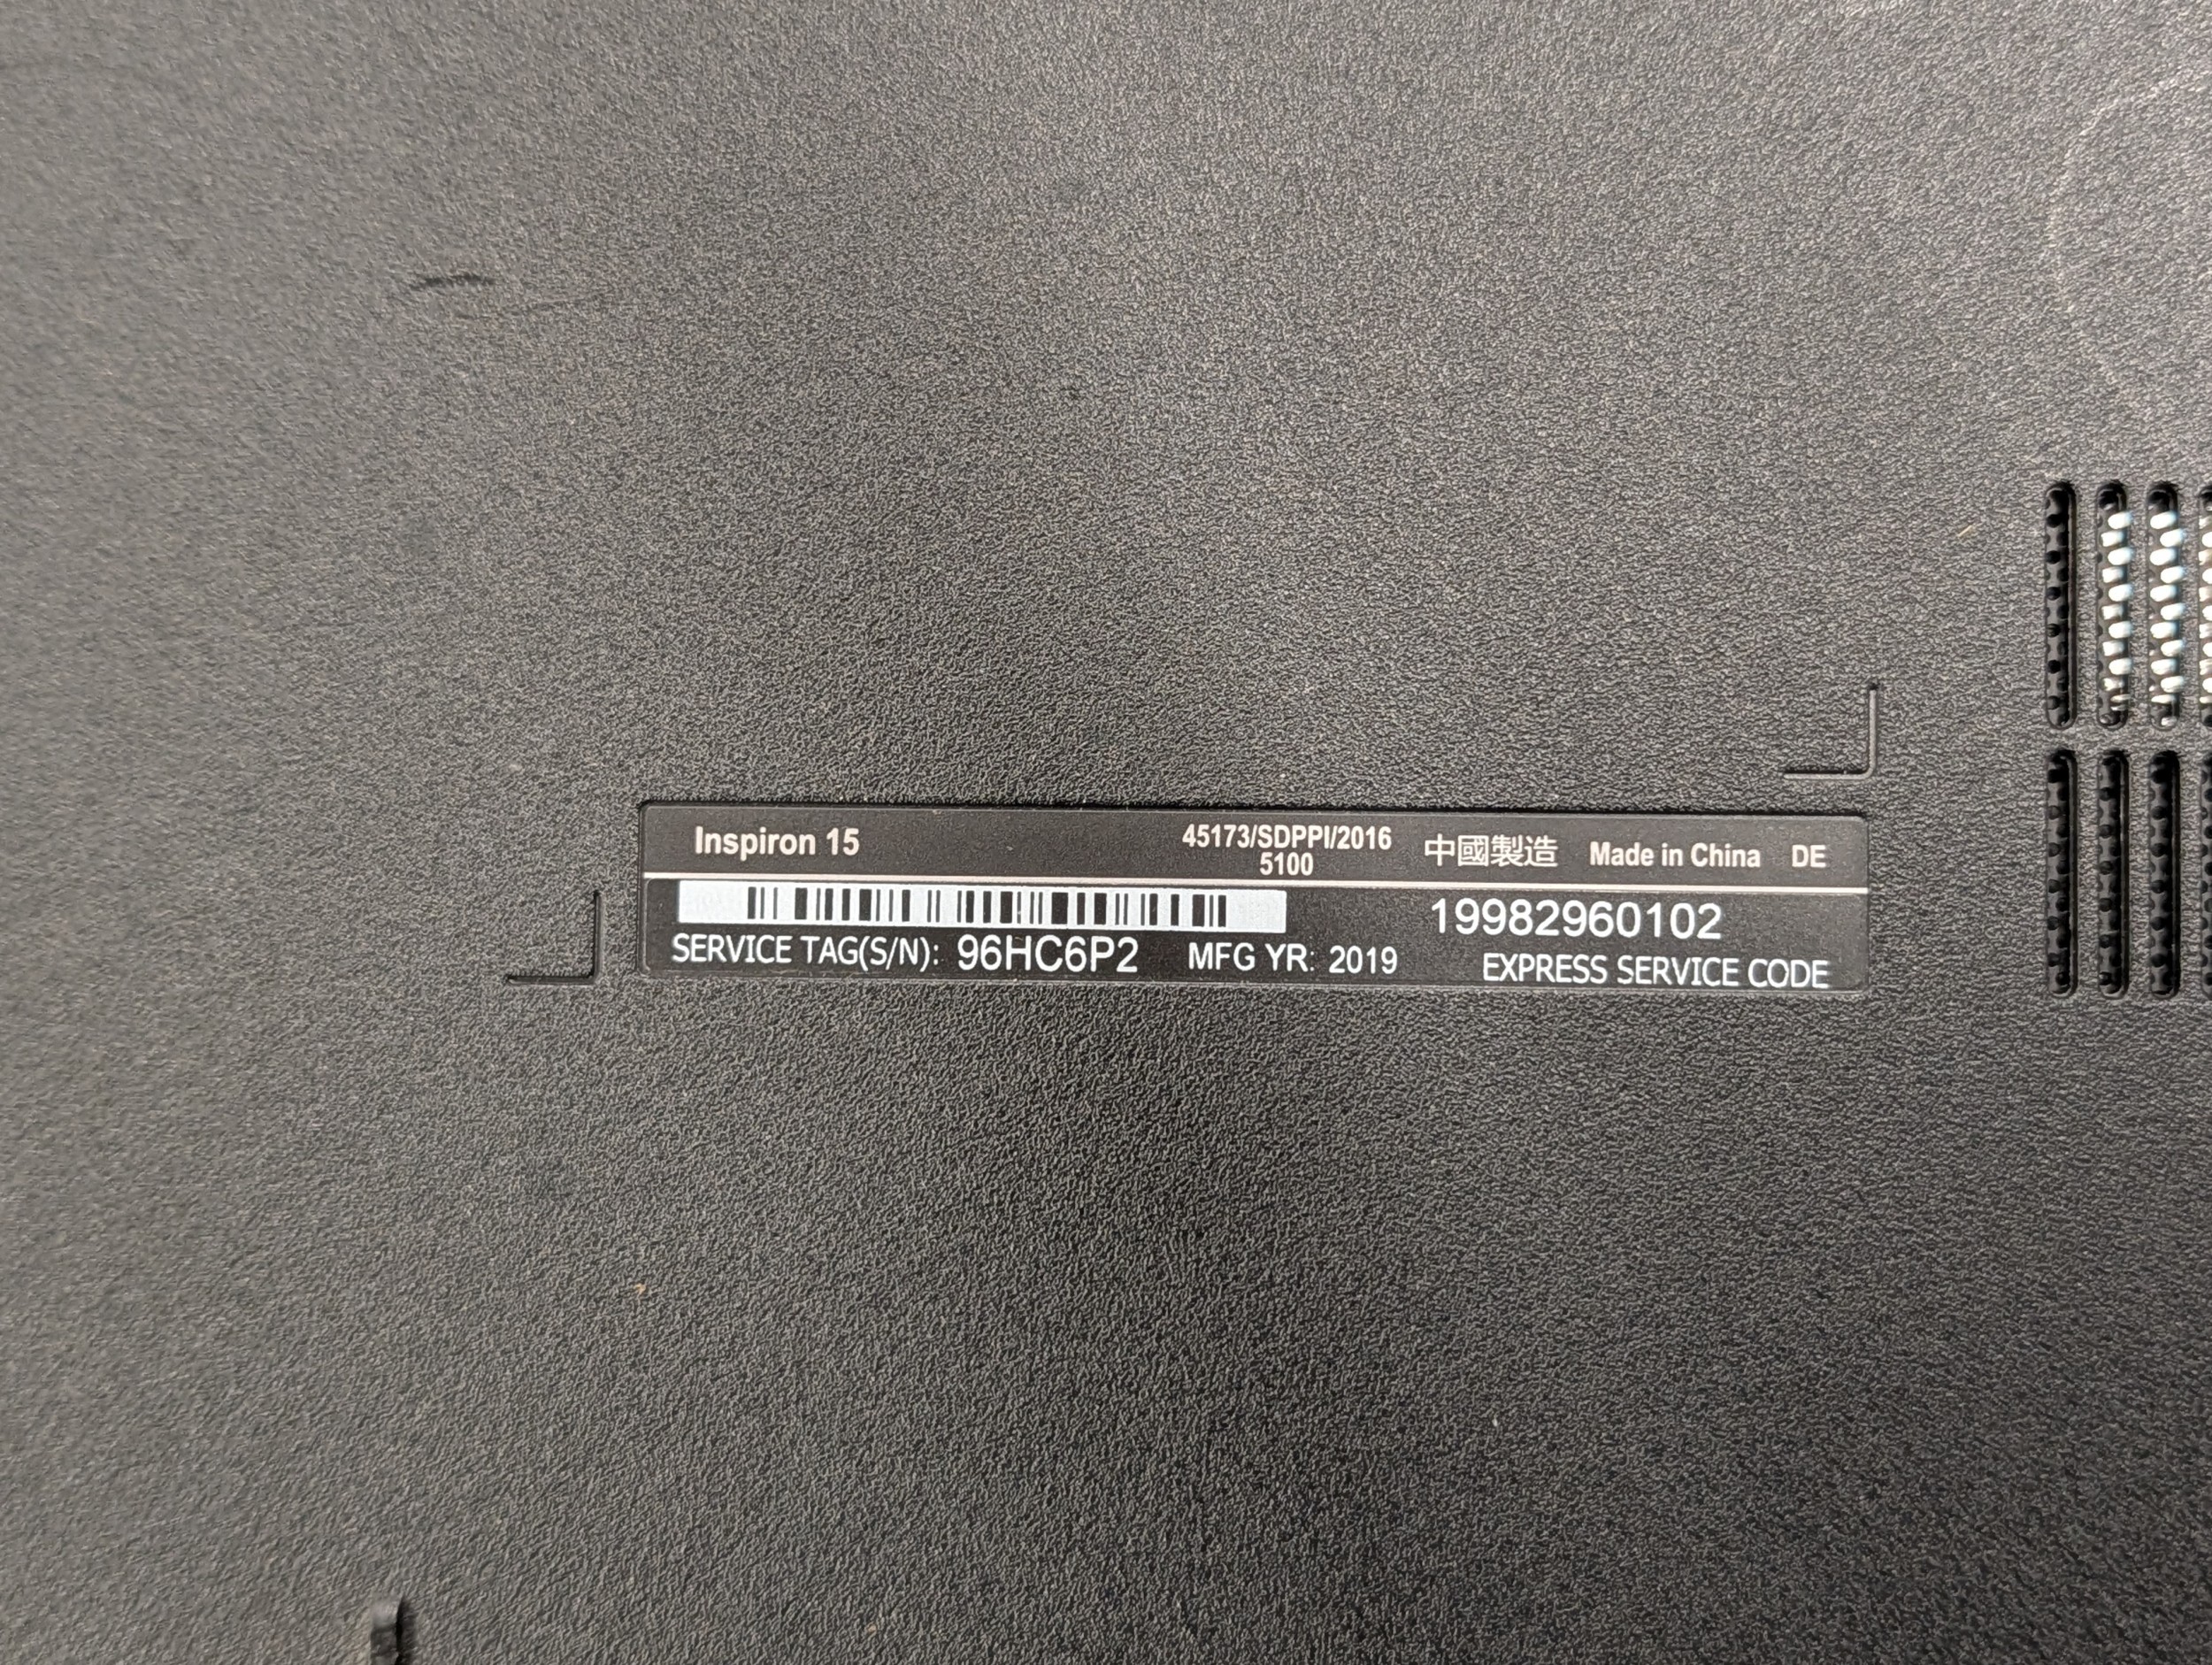 Inspiron 15
45173/SDPPI/2016
5100
中國製造 Made in China DE
19982960102
SERVICE TAG(S/N): 96HC6P2 MFG YR: 2019
EXPRESS SERVICE CODE